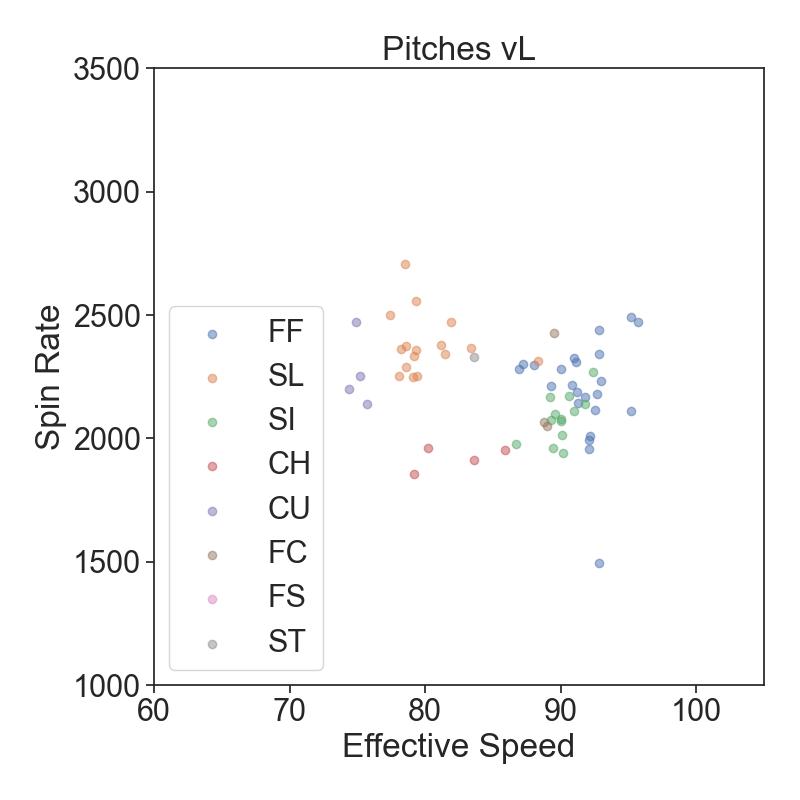 Pitches vL
3500
3000
2500
2000
1500
1000
Spin Rate
FF
SL
SI
CH
CU
FC
FS
ST
60 70 80 90 100
Effective Speed